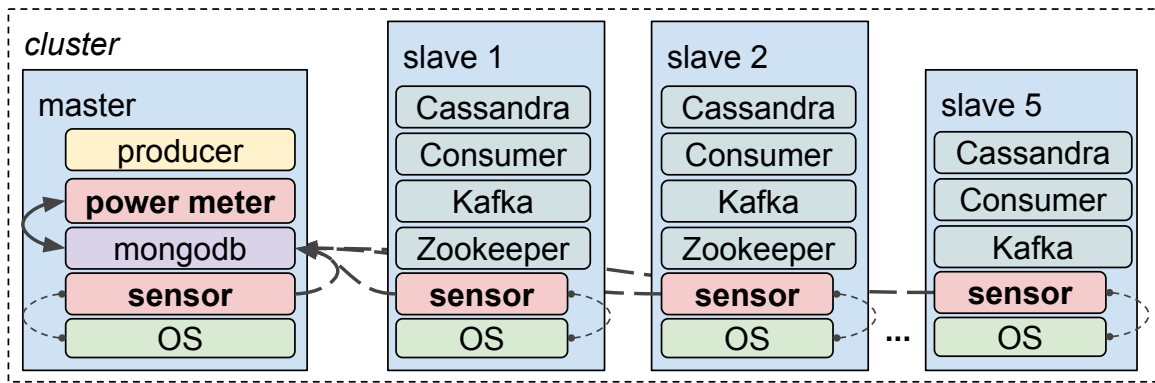 cluster
master
producer
power meter
mongodb
sensor
OS
slave 1
Cassandra
Consumer
Kafka
Zookeeper
sensor
OS
slave 2
Cassandra
Consumer
Kafka
Zookeeper
sensor
OS
...
slave 5
Cassandra
Consumer
Kafka
sensor
OS